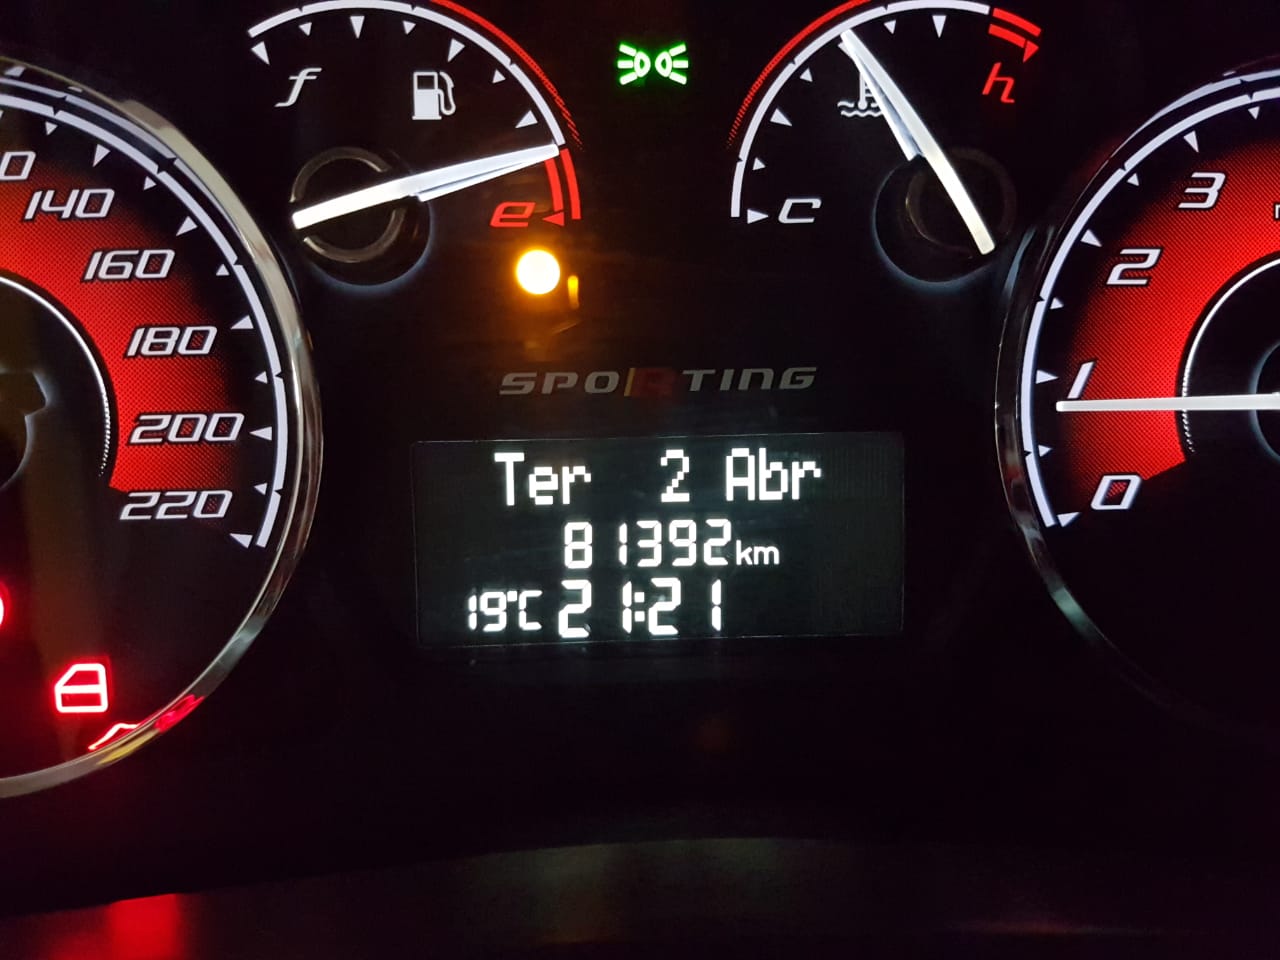 f
h
e
c
140
160
180
200
220
3
2
1
0
SPORTING
Ter 2 Abr
81392km
19°C 21:21